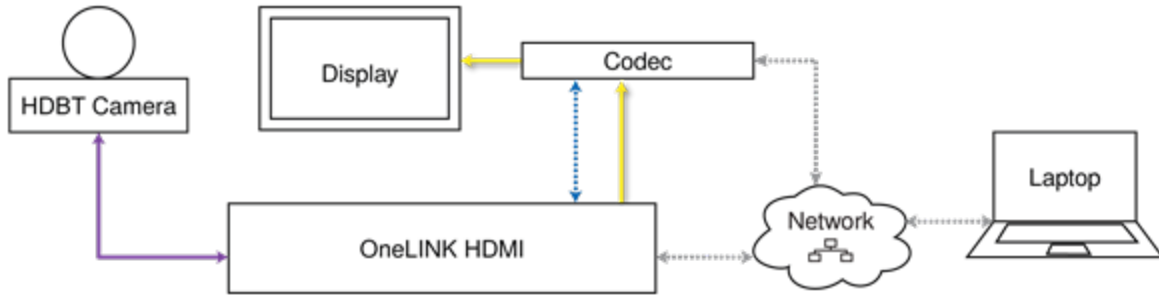 Display
Codec
HDBT Camera
Laptop
Network
OneLINK HDMI